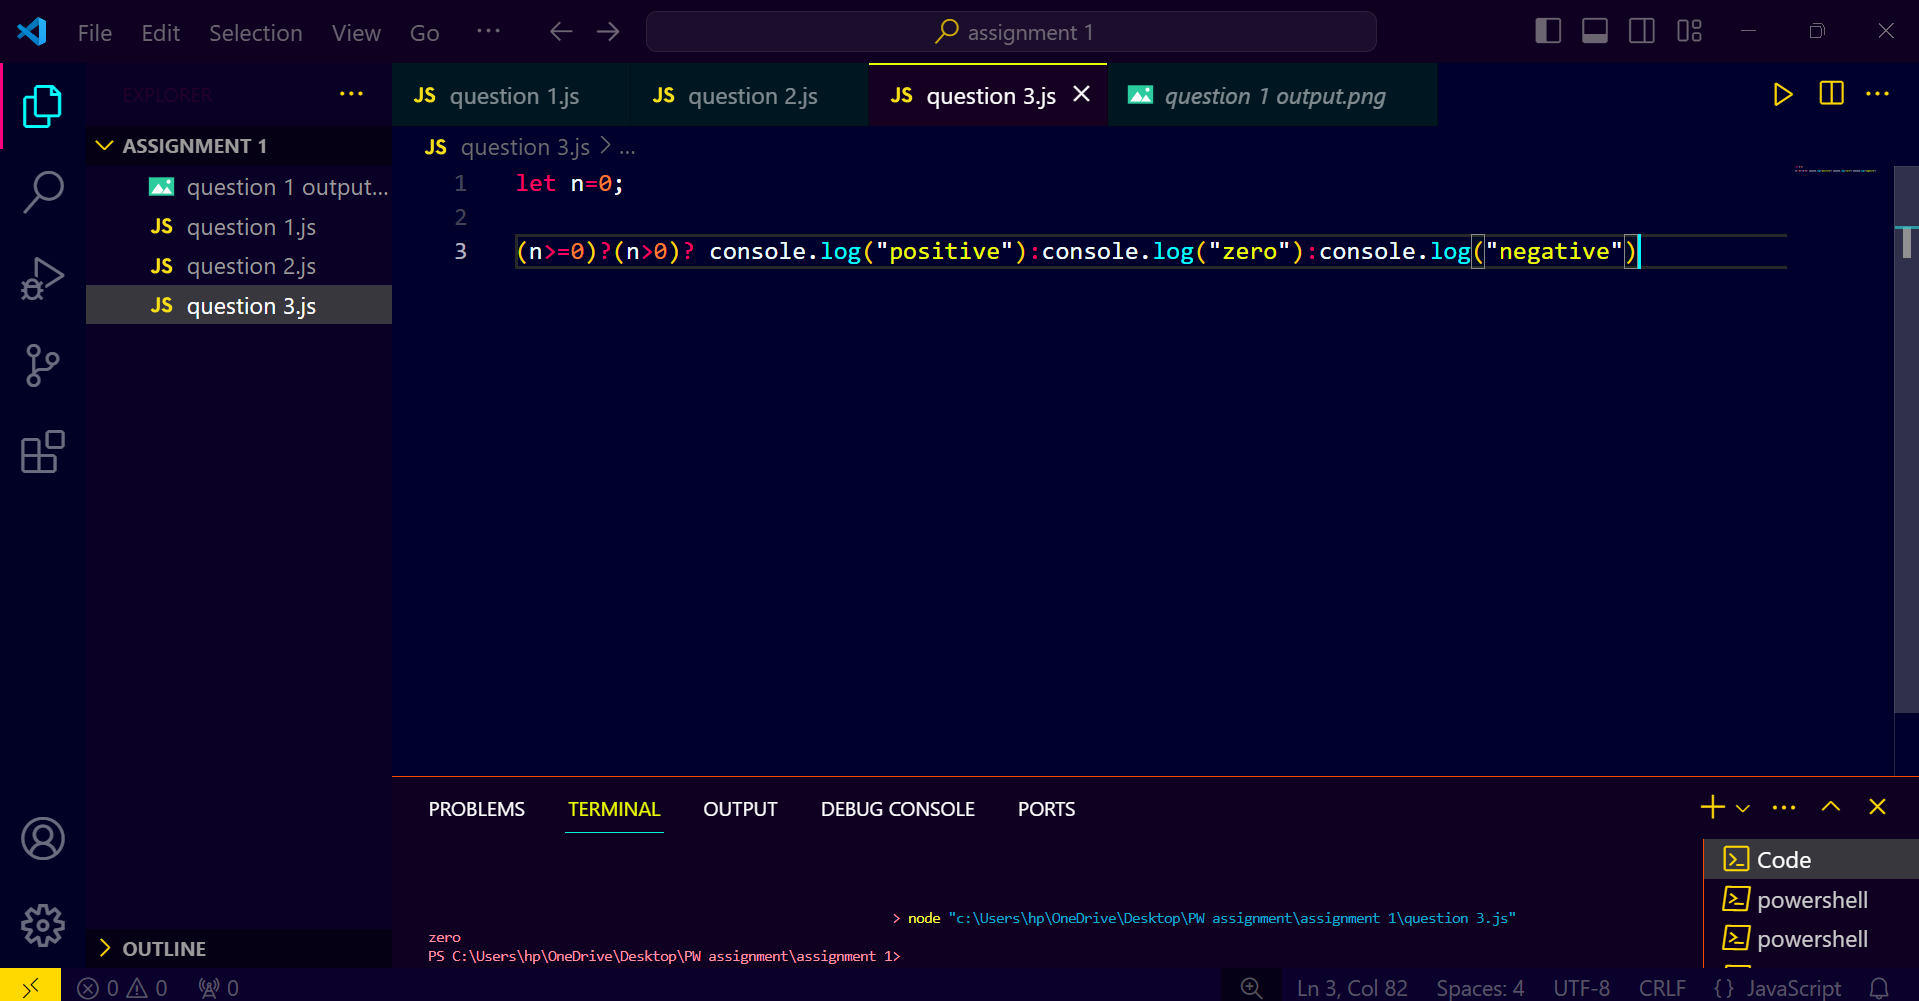 File Edit Selection View Go ··· assignment 1
EXPLORER ···
JS question 1.js JS question 2.js JS question 3.js question 1 output.png
ASSIGNMENT 1
JS question 3.js > ...
question 1 output...
JS question 1.js
JS question 2.js
JS question 3.js
1 let n=0;
2
3 (n>=0)?(n>0)? console.log("positive"):console.log("zero"):console.log("negative")
PROBLEMS TERMINAL OUTPUT DEBUG CONSOLE PORTS
> node "c:\Users\hp\OneDrive\Desktop\PW assignment\assignment 1\question 3.js"
zero
PS C:\Users\hp\OneDrive\Desktop\PW assignment\assignment 1>
Code
powershell
powershell
OUTLINE
0 0 0 Ln 3, Col 82 Spaces: 4 UTF-8 CRLF {} JavaScript